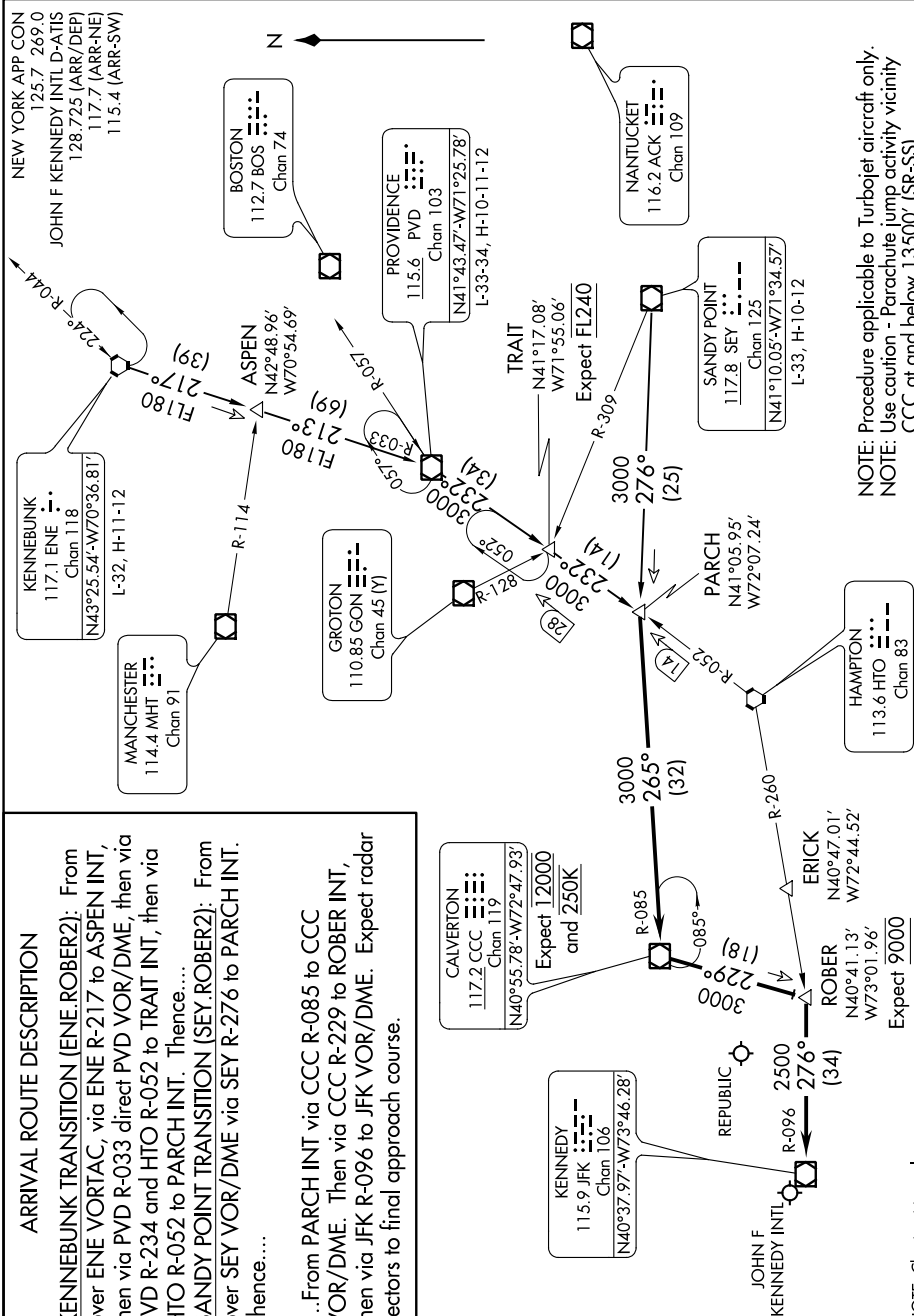 ARRIVAL ROUTE DESCRIPTION
KENNEBUNK TRANSITION (ENE.ROBER2): From
over ENE VORTAC, via ENE R-217 to ASPEN INT,
then via PVD R-033 direct PVD VOR/DME, then via
PVD R-234 and HTO R-052 to TRAIT INT, then via
HTO R-052 to PARCH INT. Thence....
SANDY POINT TRANSITION (SEY.ROBER2): From
over SEY VOR/DME via SEY R-276 to PARCH INT.
Thence....
...From PARCH INT via CCC R-085 to CCC
VOR/DME. Then via CCC R-229 to ROBER INT,
then via JFK R-096 to JFK VOR/DME. Expect radar
vectors to final approach course.
NEW YORK APP CON
125.7 269.0
JOHN F KENNEDY INTL D-ATIS
128.725 (ARR/DEP)
117.7 (ARR-NE)
115.4 (ARR-SW)
N
KENNEBUNK
117.1 ENE
Chan 118
N43°25.54'-W70°36.81'
L-32, H-11-12
224°
R-044
FL180
217°
(39)
MANCHESTER
114.4 MHT
Chan 91
R-114
ASPEN
N42°48.96'
W70°54.69'
FL180
213°
(69)
BOSTON
112.7 BOS
Chan 74
R-057
R-033
057°
PROVIDENCE
115.6 PVD
Chan 103
N41°43.47'-W71°25.78'
L-33-34, H-10-11-12
3000
232°
(34)
GROTON
110.85 GON
Chan 45 (Y)
R-128
052°
TRAIT
N41°17.08'
W71°55.06'
Expect FL240
R-309
NANTUCKET
116.2 ACK
Chan 109
SANDY POINT
117.8 SEY
Chan 125
N41°10.05'-W71°34.57'
L-33, H-10-12
3000
276°
(25)
3000
232°
(14)
28
14
PARCH
N41°05.95'
W72°07.24'
R-052
HAMPTON
113.6 HTO
Chan 83
R-260
3000
265°
(32)
CALVERTON
117.2 CCC
Chan 119
N40°55.78'-W72°47.93'
Expect 12000
and 250K
R-085
085°
3000
229°
(18)
ERICK
N40°47.01'
W72°44.52'
ROBER
N40°41.13'
W73°01.96'
Expect 9000
2500
276°
(34)
R-096
REPUBLIC
KENNEDY
115.9 JFK
Chan 106
N40°37.97'-W73°46.28'
JOHN F
KENNEDY INTL
NOTE: Procedure applicable to Turbojet aircraft only.
NOTE: Use caution - Parachute jump activity vicinity
CCC at and below 13500' (SR-SS)